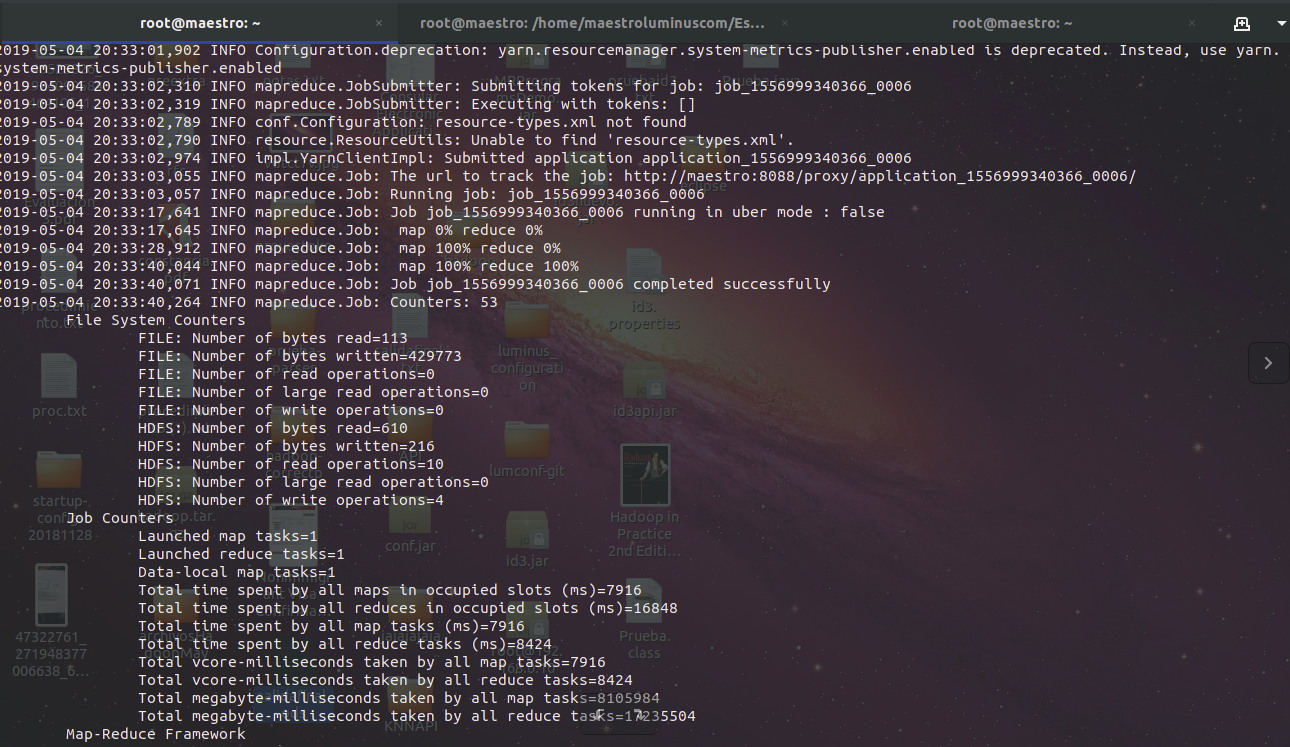 root@maestro: ~
root@maestro: /home/maestroluminuscom/Es...
root@maestro: ~
2019-05-04 20:33:01,902 INFO Configuration.deprecation: yarn.resourcemanager.system-metrics-publisher.enabled is deprecated. Instead, use yarn.
system-metrics-publisher.enabled
2019-05-04 20:33:02,310 INFO mapreduce.JobSubmitter: Submitting tokens for job: job_1556999340366_0006
2019-05-04 20:33:02,319 INFO mapreduce.JobSubmitter: Executing with tokens: []
2019-05-04 20:33:02,789 INFO conf.Configuration: resource-types.xml not found
2019-05-04 20:33:02,790 INFO resource.ResourceUtils: Unable to find 'resource-types.xml'.
2019-05-04 20:33:02,974 INFO impl.YarnClientImpl: Submitted application application_1556999340366_0006
2019-05-04 20:33:03,055 INFO mapreduce.Job: The url to track the job: http://maestro:8088/proxy/application_1556999340366_0006/
2019-05-04 20:33:03,057 INFO mapreduce.Job: Running job: job_1556999340366_0006
2019-05-04 20:33:17,641 INFO mapreduce.Job: Job job_1556999340366_0006 running in uber mode : false
2019-05-04 20:33:17,645 INFO mapreduce.Job:  map 0% reduce 0%
2019-05-04 20:33:28,912 INFO mapreduce.Job:  map 100% reduce 0%
2019-05-04 20:33:40,044 INFO mapreduce.Job:  map 100% reduce 100%
2019-05-04 20:33:40,071 INFO mapreduce.Job: Job job_1556999340366_0006 completed successfully
2019-05-04 20:33:40,264 INFO mapreduce.Job: Counters: 53
File System Counters
FILE: Number of bytes read=113
FILE: Number of bytes written=429773
FILE: Number of read operations=0
FILE: Number of large read operations=0
FILE: Number of write operations=0
HDFS: Number of bytes read=610
HDFS: Number of bytes written=216
HDFS: Number of read operations=10
HDFS: Number of large read operations=0
HDFS: Number of write operations=4
Job Counters
Launched map tasks=1
Launched reduce tasks=1
Data-local map tasks=1
Total time spent by all maps in occupied slots (ms)=7916
Total time spent by all reduces in occupied slots (ms)=16848
Total time spent by all map tasks (ms)=7916
Total time spent by all reduce tasks (ms)=8424
Total vcore-milliseconds taken by all map tasks=7916
Total vcore-milliseconds taken by all reduce tasks=8424
Total megabyte-milliseconds taken by all map tasks=8105984
Total megabyte-milliseconds taken by all reduce tasks=17235504
Map-Reduce Framework
proc.txt
startup-
20181128
47322761_
271948377
006638_6...
conf.jar
KNNAPI
luminus_
configurati
on
lumconf-git
id3.jar
id3.
properties
id3api.jar
Hadoop in
Practice
2nd Editi...
Prueba.
class